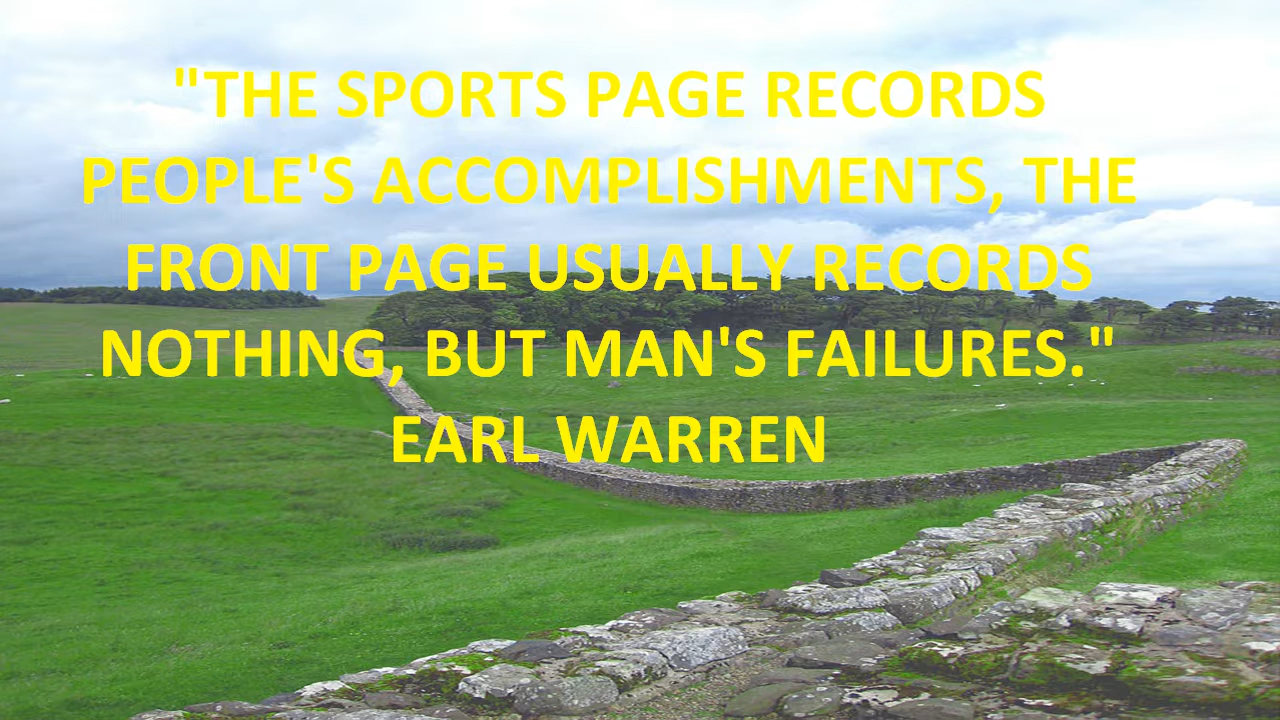 "THE SPORTS PAGE RECORDS
PEOPLE'S ACCOMPLISHMENTS, THE
FRONT PAGE USUALLY RECORDS
NOTHING, BUT MAN'S FAILURES."
EARL WARREN